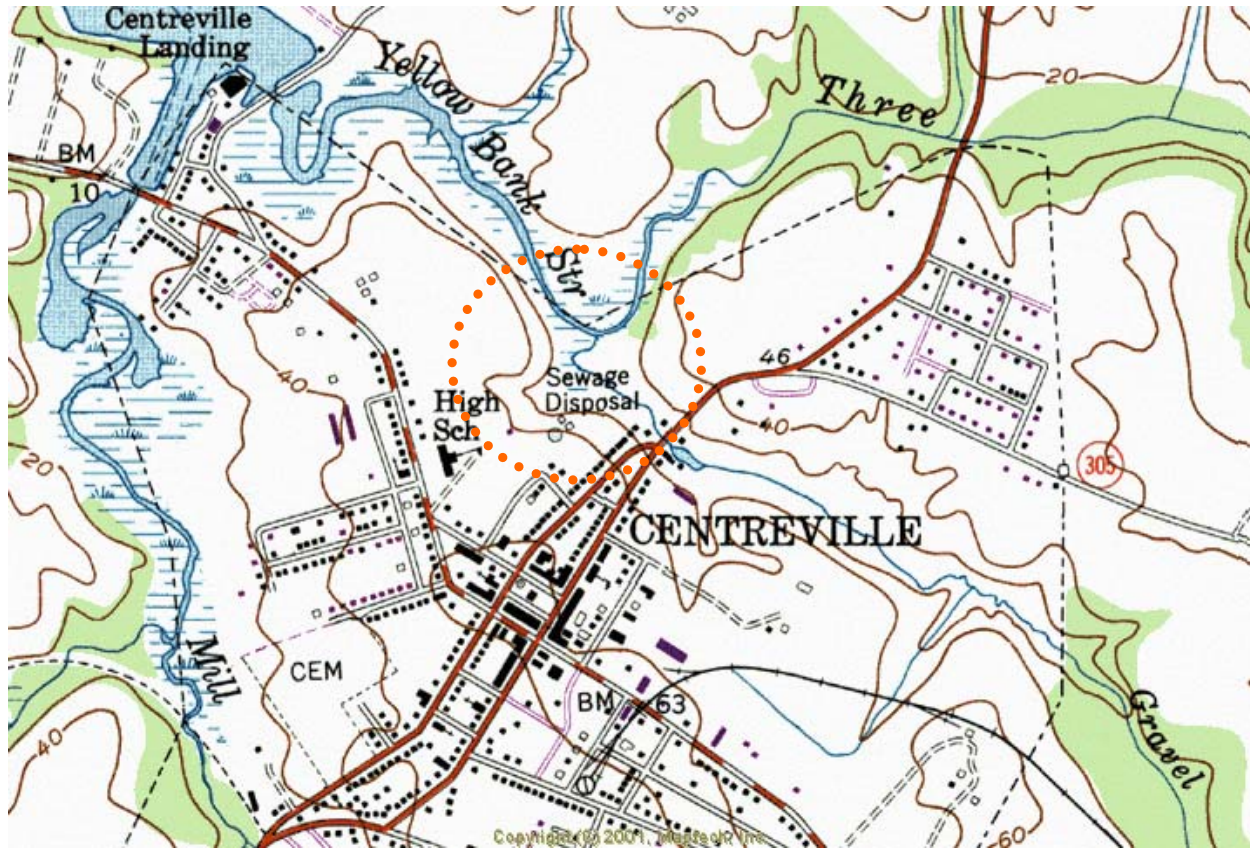 Centreville
Landing
Yellow
Bank
Str
Three
20
BM
10
46
40
40
Sewage
Disposal
High
Sch
20
305
CENTREVILLE
Mill
CEM
BM
63
Gravel
40
60
Copyright (C) 2001, Maptech, Inc.